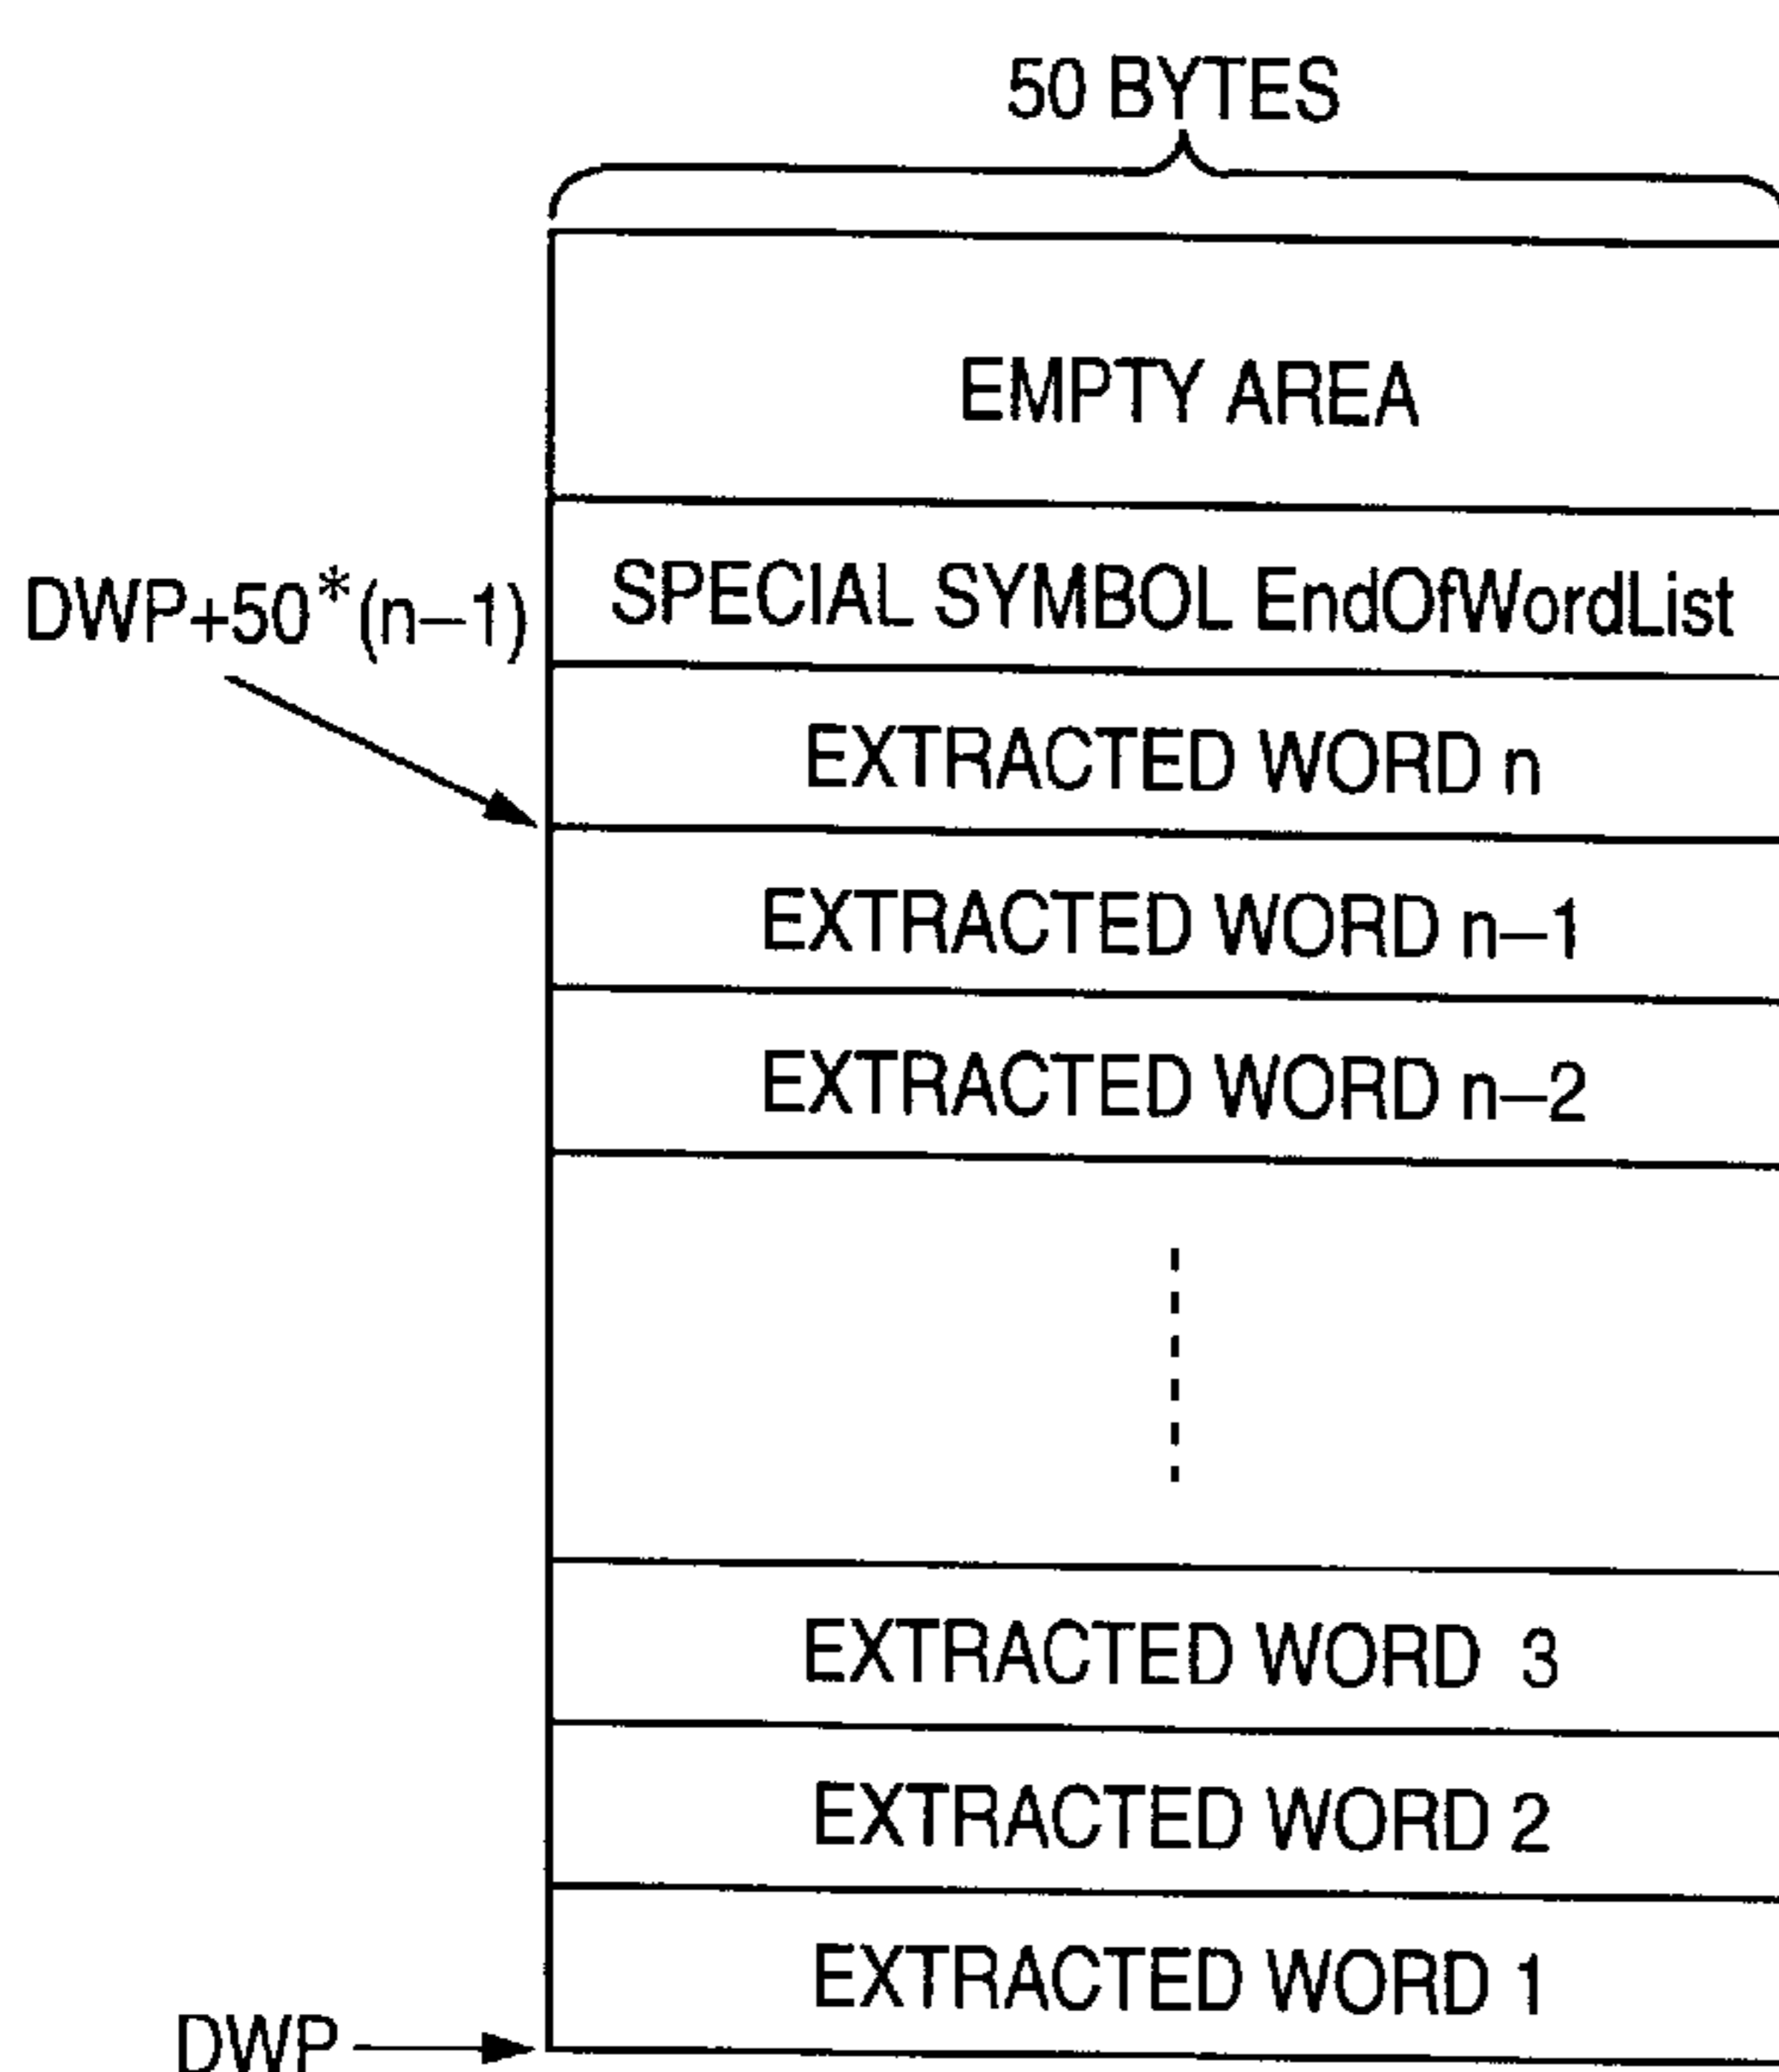 50 BYTES
EMPTY AREA
SPECIAL SYMBOL EndOfWordList
DWP+50*(n–1)
EXTRACTED WORD n
EXTRACTED WORD n–1
EXTRACTED WORD n–2
EXTRACTED WORD 3
EXTRACTED WORD 2
EXTRACTED WORD 1
DWP